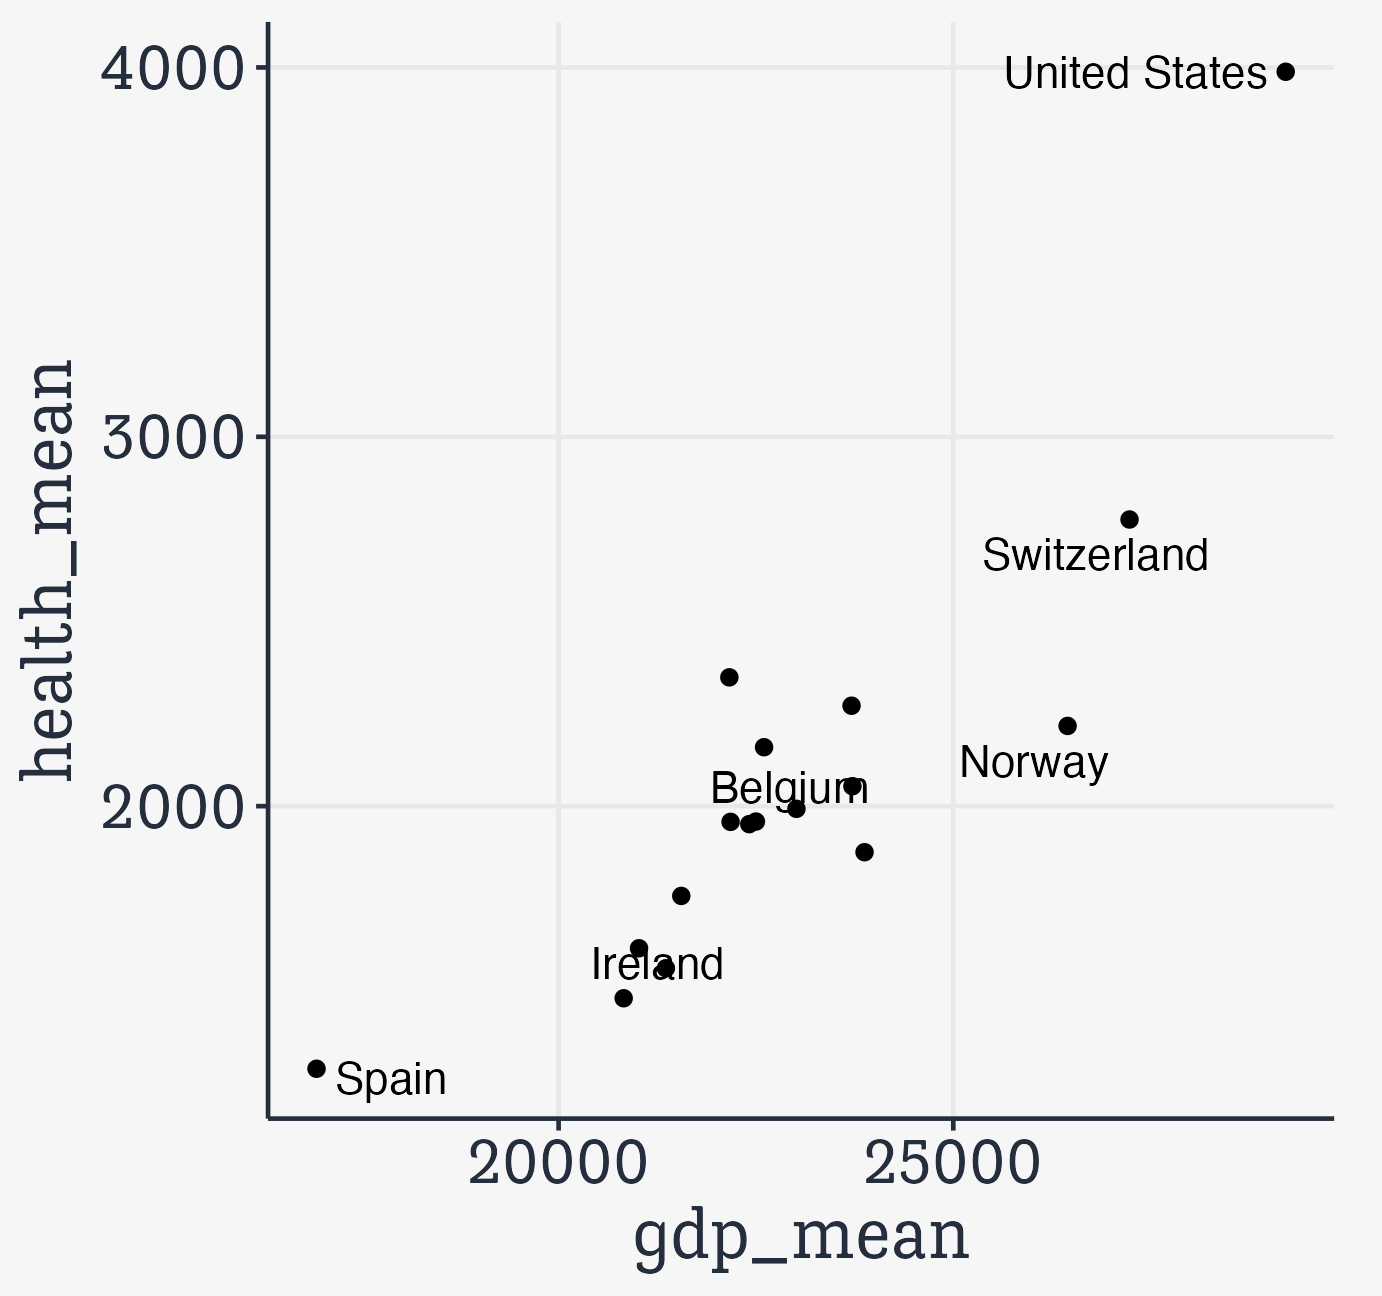 4000
United States
3000
Switzerland
health_mean
Norway
Belgium
2000
Ireland
Spain
20000
25000
gdp_mean